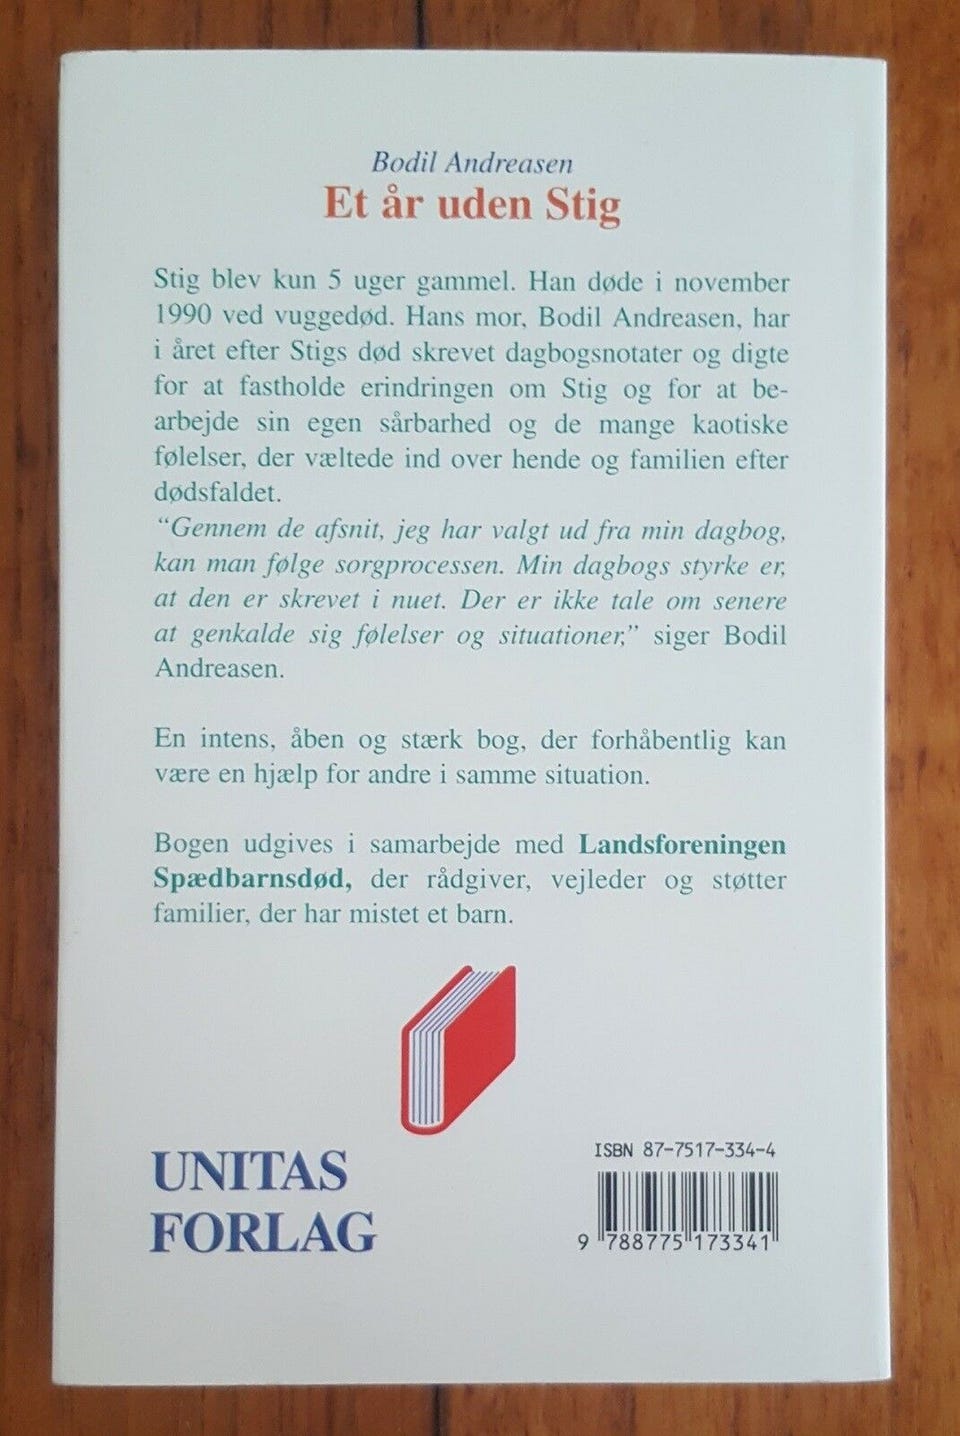 Bodil Andreasen
Et år uden Stig
Stig blev kun 5 uger gammel. Han døde i november
1990 ved vuggedød. Hans mor, Bodil Andreasen, har
i året efter Stigs død skrevet dagbogsnotater og digte
for at fastholde erindringen om Stig og for at be-
arbejde sin egen sårbarhed og de mange kaotiske
følelser, der væltede ind over hende og familien efter
dødsfaldet.
“Gennem de afsnit, jeg har valgt ud fra min dagbog,
kan man følge sorgprocessen. Min dagbogs styrke er,
at den er skrevet i nuet. Der er ikke tale om senere
at genkalde sig følelser og situationer,” siger Bodil
Andreasen.
En intens, åben og stærk bog, der forhåbentlig kan
være en hjælp for andre i samme situation.
Bogen udgives i samarbejde med Landsforeningen
Spædbarnsdød, der rådgiver, vejleder og støtter
familier, der har mistet et barn.
UNITAS
FORLAG
ISBN 87-7517-334-4
9 788775 173341